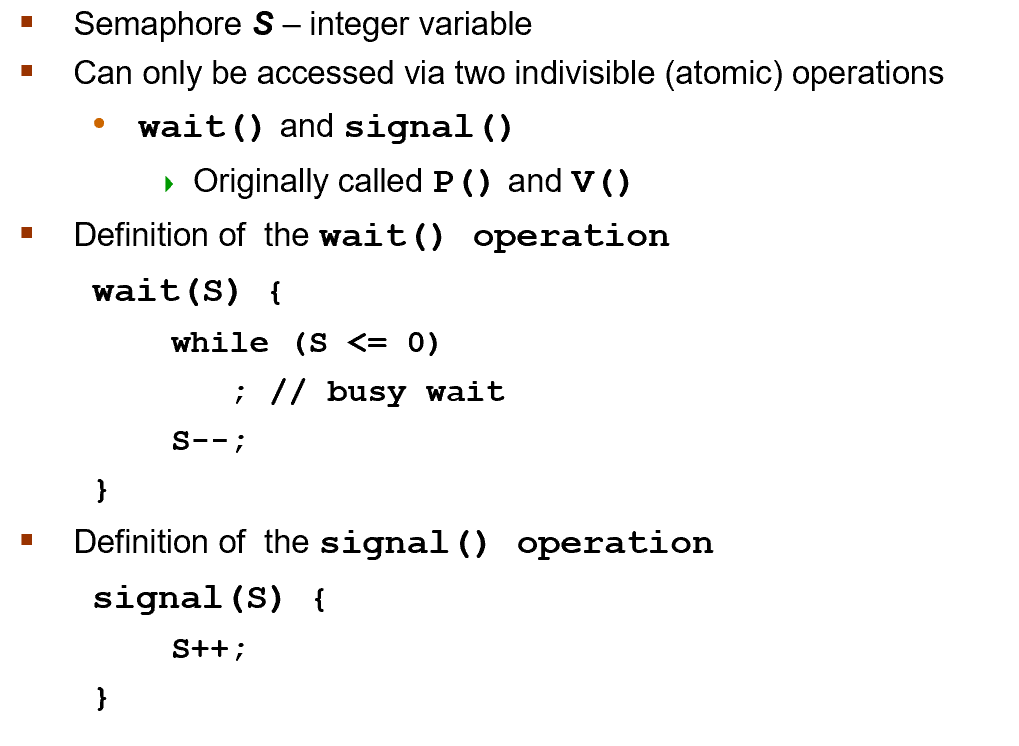 Semaphore S – integer variable
Can only be accessed via two indivisible (atomic) operations
wait() and signal()
Originally called P() and V()
Definition of the wait() operation
wait(S) {
while (S <= 0)
; // busy wait
S--;
}
Definition of the signal() operation
signal(S) {
S++;
}